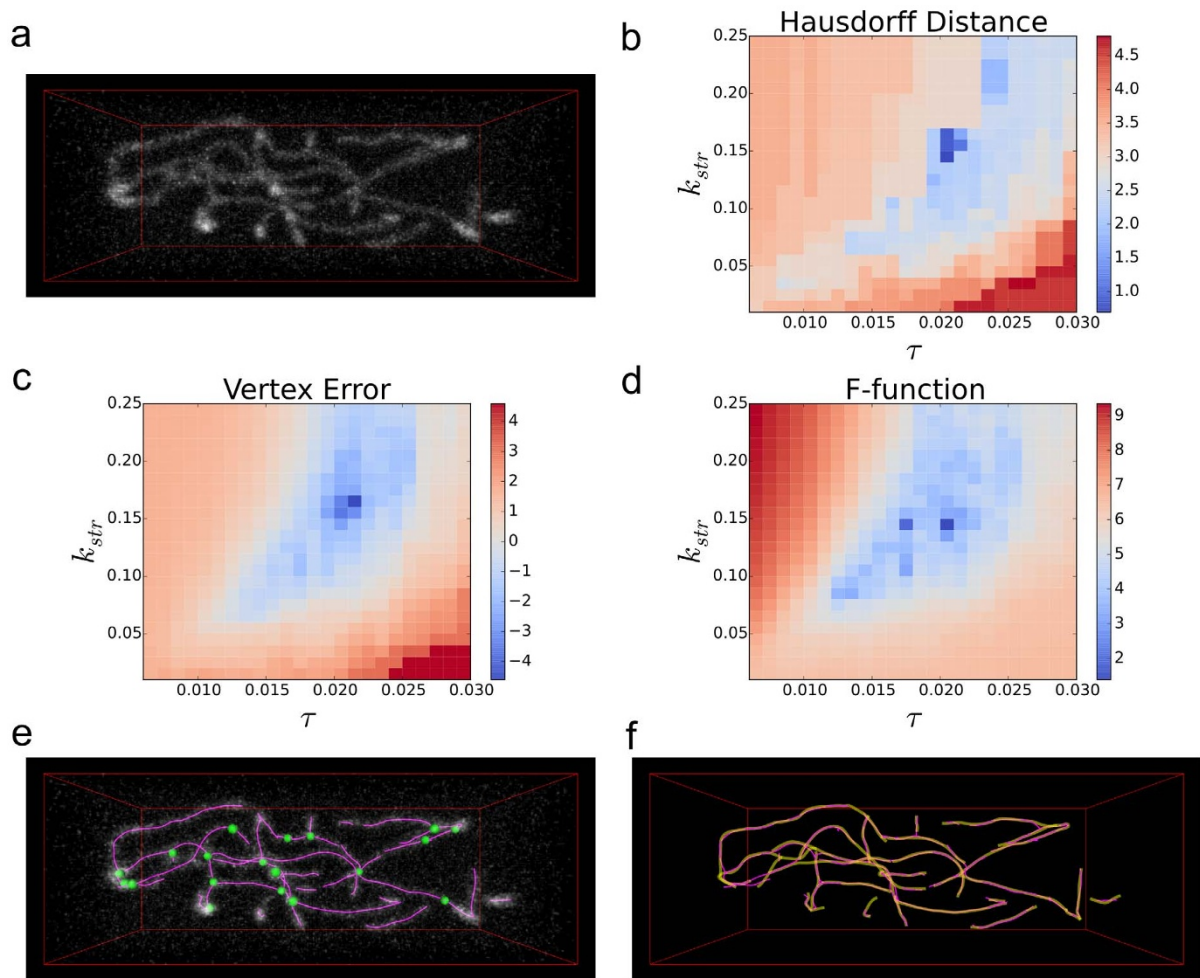 a
b
Hausdorff Distance
0.25
0.20
0.15
0.10
0.05
k_str
0.010 0.015 0.020 0.025 0.030
τ
4.5
4.0
3.5
3.0
2.5
2.0
1.5
1.0
c
Vertex Error
0.25
0.20
0.15
0.10
0.05
k_str
0.010 0.015 0.020 0.025 0.030
τ
4
3
2
1
0
−1
−2
−3
−4
d
F-function
0.25
0.20
0.15
0.10
0.05
k_str
0.010 0.015 0.020 0.025 0.030
τ
9
8
7
6
5
4
3
2
e
f